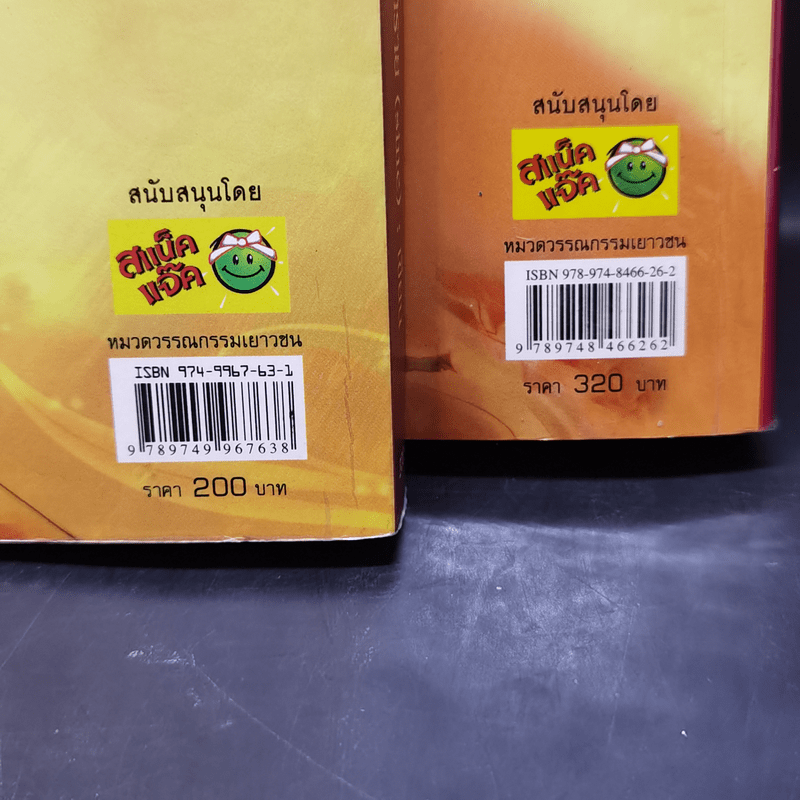 สนับสนุนโดย
สแน็ค
แจ๊ค
หมวดวรรณกรรมเยาวชน
ISBN 974-9967-63-1
9 789749 967638
ราคา 200 บาท
สนับสนุนโดย
สแน็ค
แจ๊ค
หมวดวรรณกรรมเยาวชน
ISBN 978-974-8466-26-2
9 789748 466262
ราคา 320 บาท